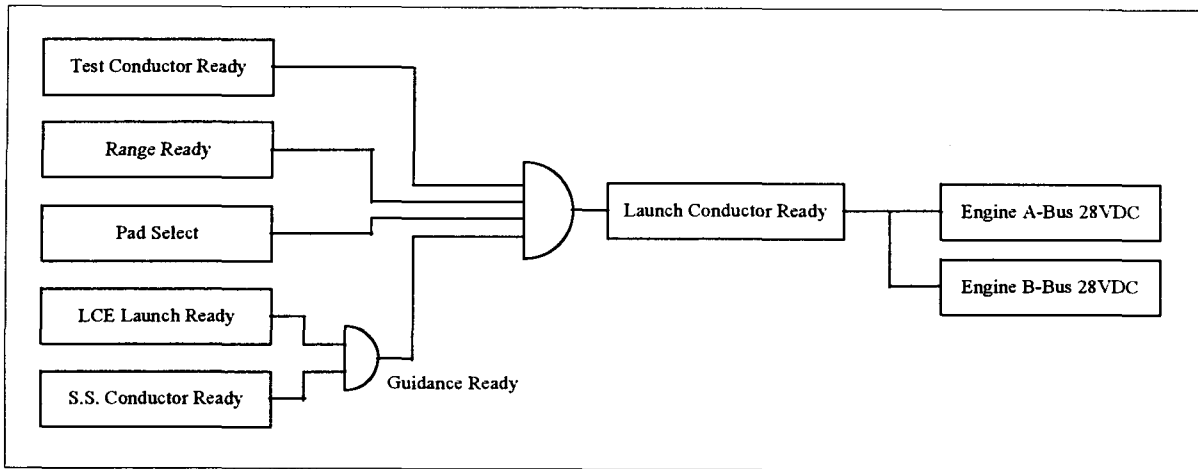 Test Conductor Ready
Range Ready
Pad Select
LCE Launch Ready
S.S. Conductor Ready
Guidance Ready
Launch Conductor Ready
Engine A-Bus 28VDC
Engine B-Bus 28VDC